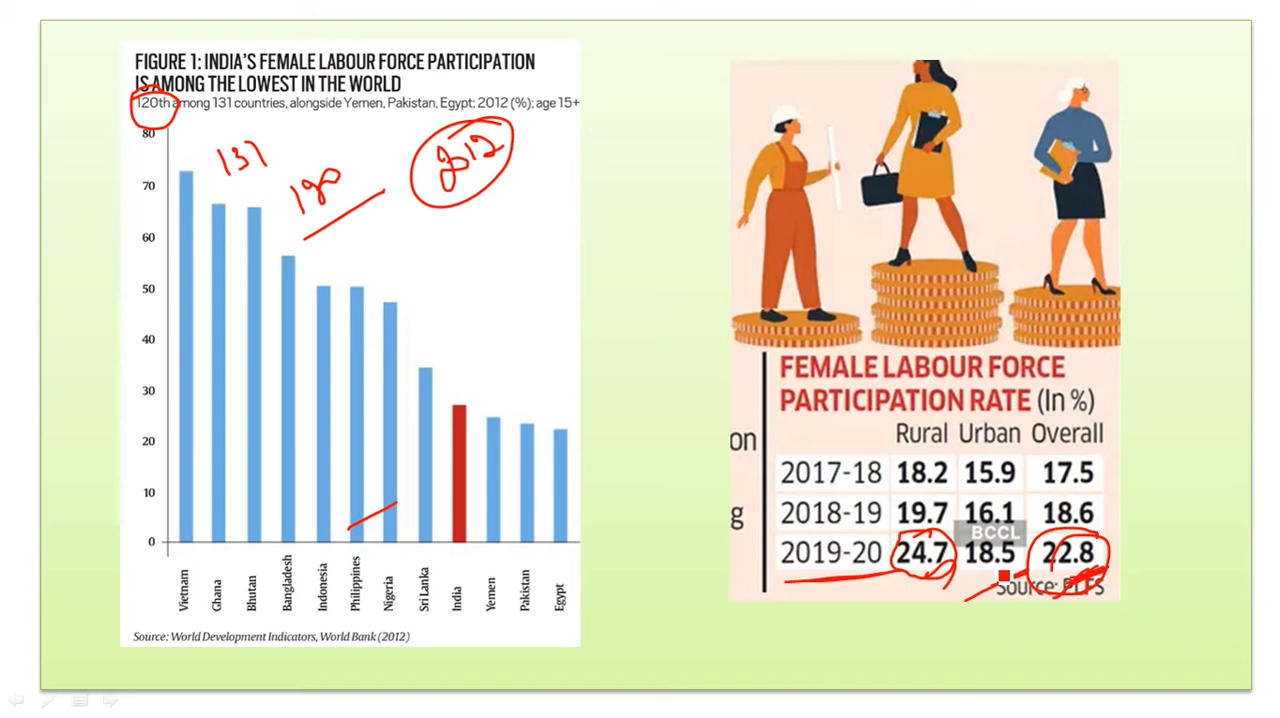 FIGURE 1: INDIA'S FEMALE LABOUR FORCE PARTICIPATION
IS AMONG THE LOWEST IN THE WORLD
120th among 131 countries, alongside Yemen, Pakistan, Egypt; 2012 (%); age 15+
131
120
2012
80
70
60
50
40
30
20
10
0
Vietnam
Ghana
Bhutan
Bangladesh
Indonesia
Philippines
Nigeria
Sri Lanka
India
Yemen
Pakistan
Egypt
Source: World Development Indicators, World Bank (2012)
on
g
FEMALE LABOUR FORCE
PARTICIPATION RATE (In %)
Rural Urban Overall
2017-18 18.2 15.9 17.5
2018-19 19.7 16.1 18.6
BCCL
2019-20 24.7 18.5 22.8
Source: PLFS